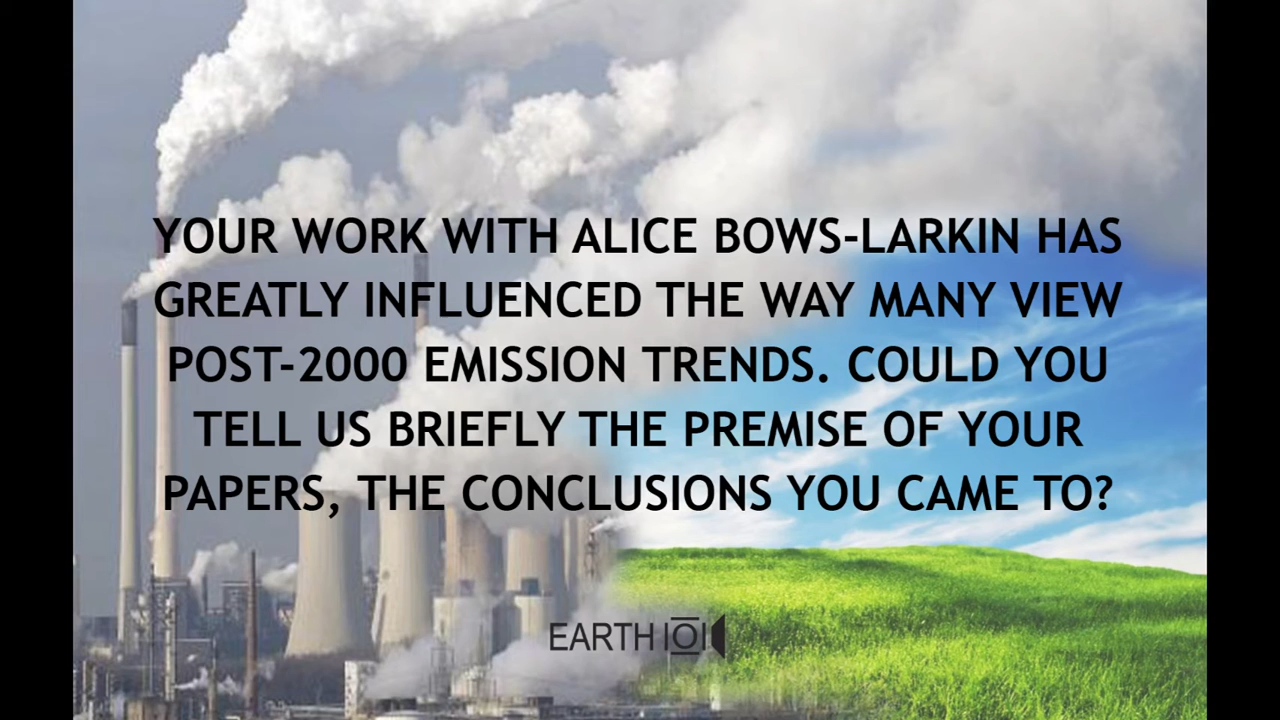 YOUR WORK WITH ALICE BOWS-LARKIN HAS
GREATLY INFLUENCED THE WAY MANY VIEW
POST-2000 EMISSION TRENDS. COULD YOU
TELL US BRIEFLY THE PREMISE OF YOUR
PAPERS, THE CONCLUSIONS YOU CAME TO?
EARTH 101